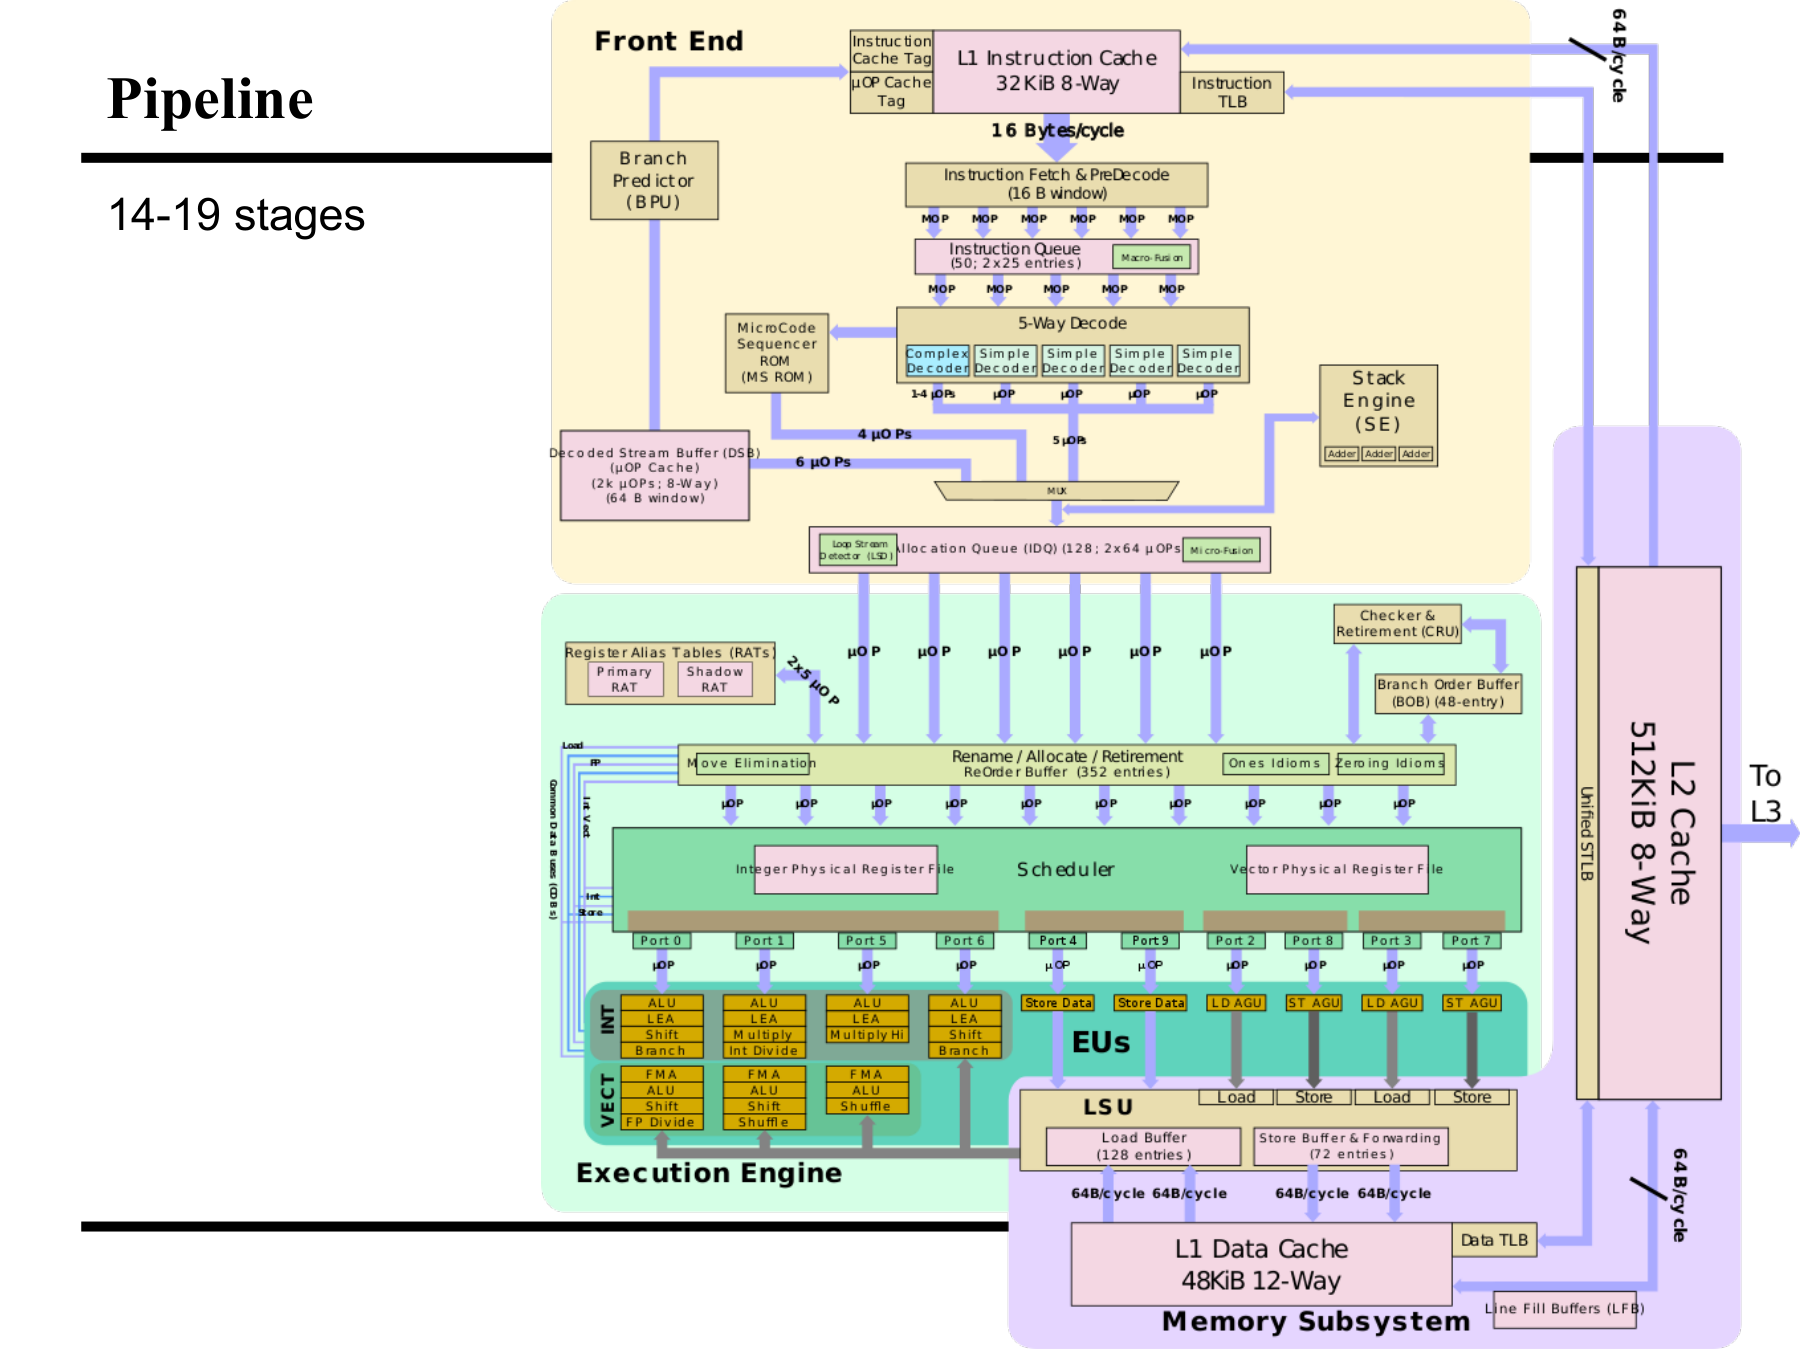 Pipeline
14-19 stages
Front End
Instruction
Cache Tag
µOP Cache
Tag
L1 Instruction Cache
32KiB 8-Way
Instruction
TLB
64B/cycle
16 Bytes/cycle
Branch
Predictor
(BPU)
Instruction Fetch & PreDecode
(16 B window)
MOP MOP MOP MOP MOP MOP
Instruction Queue
(50; 2x25 entries)
Macro-Fusion
MOP MOP MOP MOP MOP
5-Way Decode
Complex
Decoder
Simple
Decoder
Simple
Decoder
Simple
Decoder
Simple
Decoder
MicroCode
Sequencer
ROM
(MS ROM)
1-4 µOPs µOP µOP µOP µOP
Stack
Engine
(SE)
Adder Adder Adder
4 µOPs
5 µOPs
6 µOPs
Decoded Stream Buffer (DSB)
(µOP Cache)
(2k µOPs; 8-Way)
(64 B window)
MUX
Loop Stream
Detector (LSD)
Allocation Queue (IDQ) (128; 2x64 µOPs
Micro-Fusion
Register Alias Tables (RATs)
Primary
RAT
Shadow
RAT
2x5 µOP
µOP µOP µOP µOP µOP µOP
Checker &
Retirement (CRU)
Branch Order Buffer
(BOB) (48-entry)
Move Elimination
Rename / Allocate / Retirement
ReOrder Buffer (352 entries)
Ones Idioms
Zeroing Idioms
Load
FP
Int Vect
Common Data Buses (CDBs)
Int
Store
µOP µOP µOP µOP µOP µOP µOP µOP µOP µOP
Integer Physical Register File
Scheduler
Vector Physical Register File
Port 0 Port 1 Port 5 Port 6 Port 4 Port 9 Port 2 Port 8 Port 3 Port 7
µOP µOP µOP µOP µOP µOP µOP µOP µOP µOP
INT
ALU
LEA
Shift
Branch
ALU
LEA
Multiply
Int Divide
ALU
LEA
MultiplyHi
ALU
LEA
Shift
Branch
Store Data
Store Data
LD AGU
ST AGU
LD AGU
ST AGU
EUs
VECT
FMA
ALU
Shift
FP Divide
FMA
ALU
Shift
Shuffle
FMA
ALU
Shuffle
Execution Engine
LSU
Load Store Load Store
Load Buffer
(128 entries)
Store Buffer & Forwarding
(72 entries)
64B/cycle 64B/cycle 64B/cycle 64B/cycle
L1 Data Cache
48KiB 12-Way
Data TLB
Line Fill Buffers (LFB)
Memory Subsystem
Unified STLB
L2 Cache
512KiB 8-Way
64B/cycle
To
L3